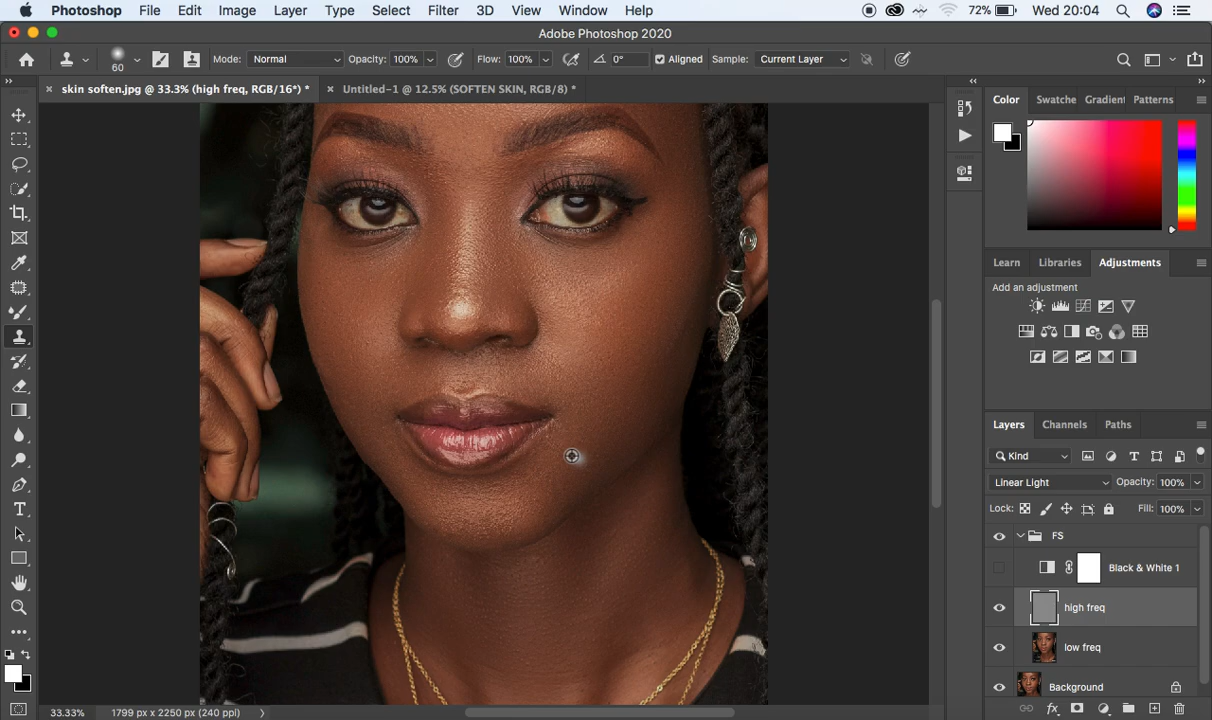 Photoshop File Edit Image Layer Type Select Filter 3D View Window Help 72% Wed 20:04
Adobe Photoshop 2020
60 Mode: Normal Opacity: 100% Flow: 100% 0° Aligned Sample: Current Layer
skin soften.jpg @ 33.3% (high freq, RGB/16*) * Untitled-1 @ 12.5% (SOFTEN SKIN, RGB/8) *
Color Swatche Gradien Patterns
Learn Libraries Adjustments
Add an adjustment
Layers Channels Paths
Kind
Linear Light Opacity: 100%
Lock: Fill: 100%
FS
Black & White 1
high freq
low freq
Background
33.33% 1799 px x 2250 px (240 ppi)